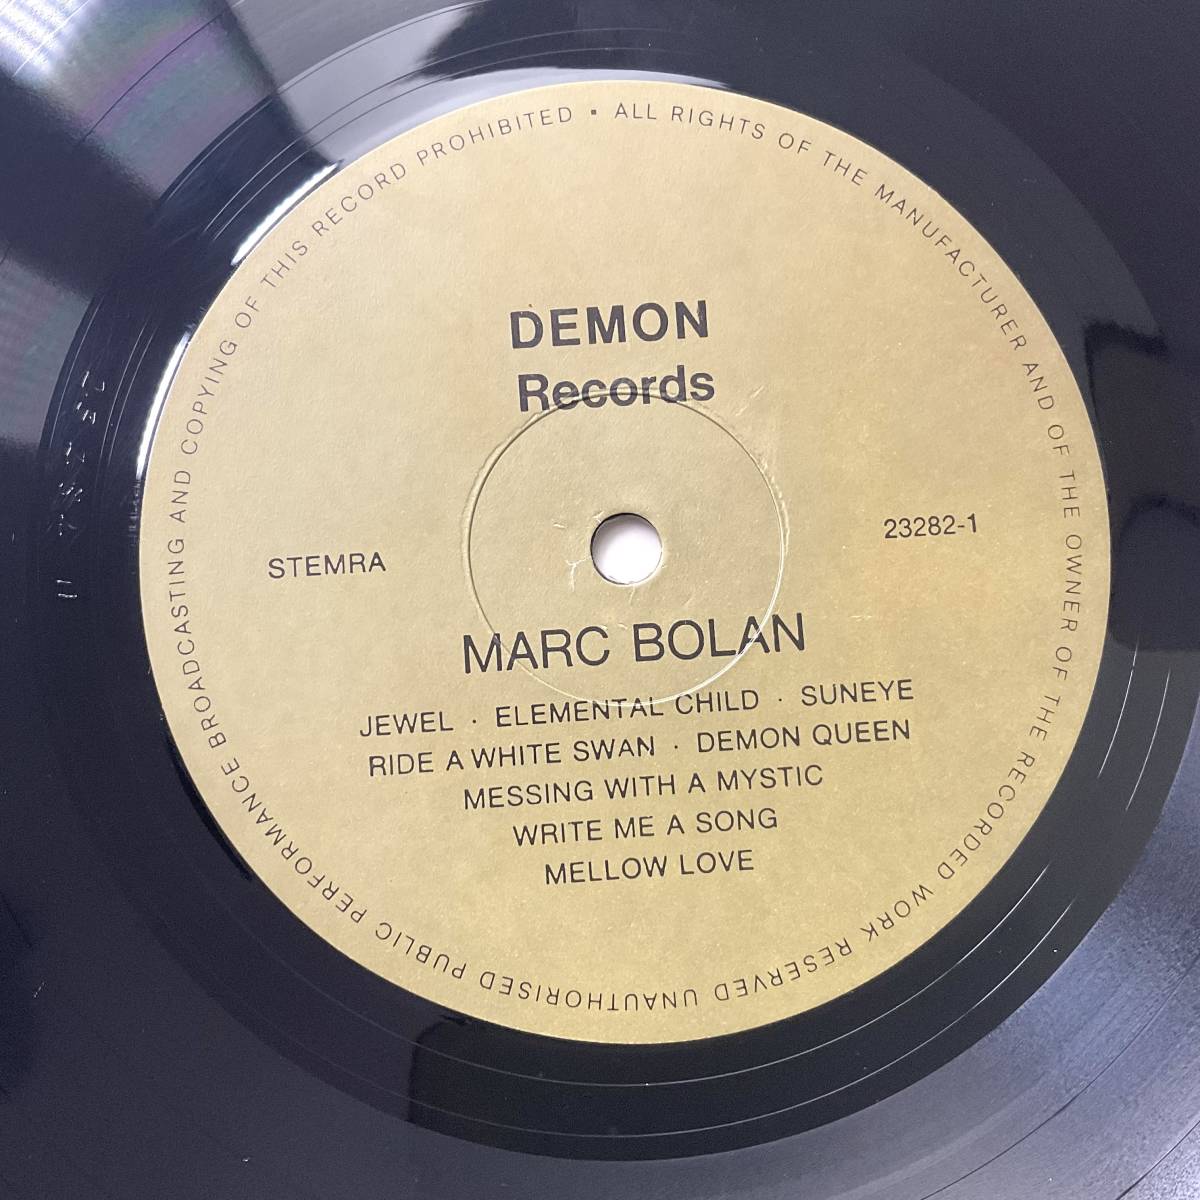 DEMON
Records
STEMRA
23282-1
MARC BOLAN
JEWEL · ELEMENTAL CHILD · SUNEYE
RIDE A WHITE SWAN · DEMON QUEEN
MESSING WITH A MYSTIC
WRITE ME A SONG
MELLOW LOVE
ALL RIGHTS OF THE MANUFACTURER AND OF THE OWNER OF THE RECORDED WORK RESERVED UNAUTHORISED PUBLIC PERFORMANCE BROADCASTING AND COPYING OF THIS RECORD PROHIBITED ·